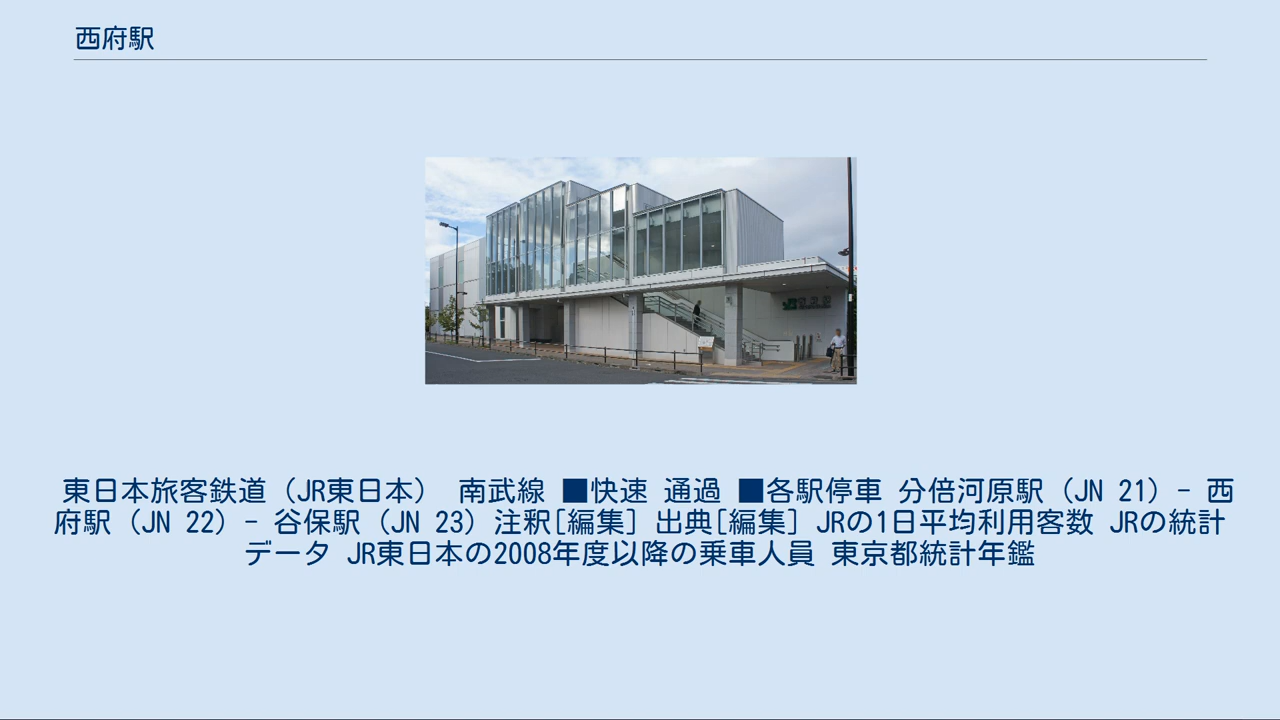 西府駅
JR 西府駅
東日本旅客鉄道（JR東日本） 南武線 ■快速 通過 ■各駅停車 分倍河原駅（JN 21）- 西
府駅（JN 22）- 谷保駅（JN 23）注釈[編集] 出典[編集] JRの1日平均利用客数 JRの統計
データ JR東日本の2008年度以降の乗車人員 東京都統計年鑑